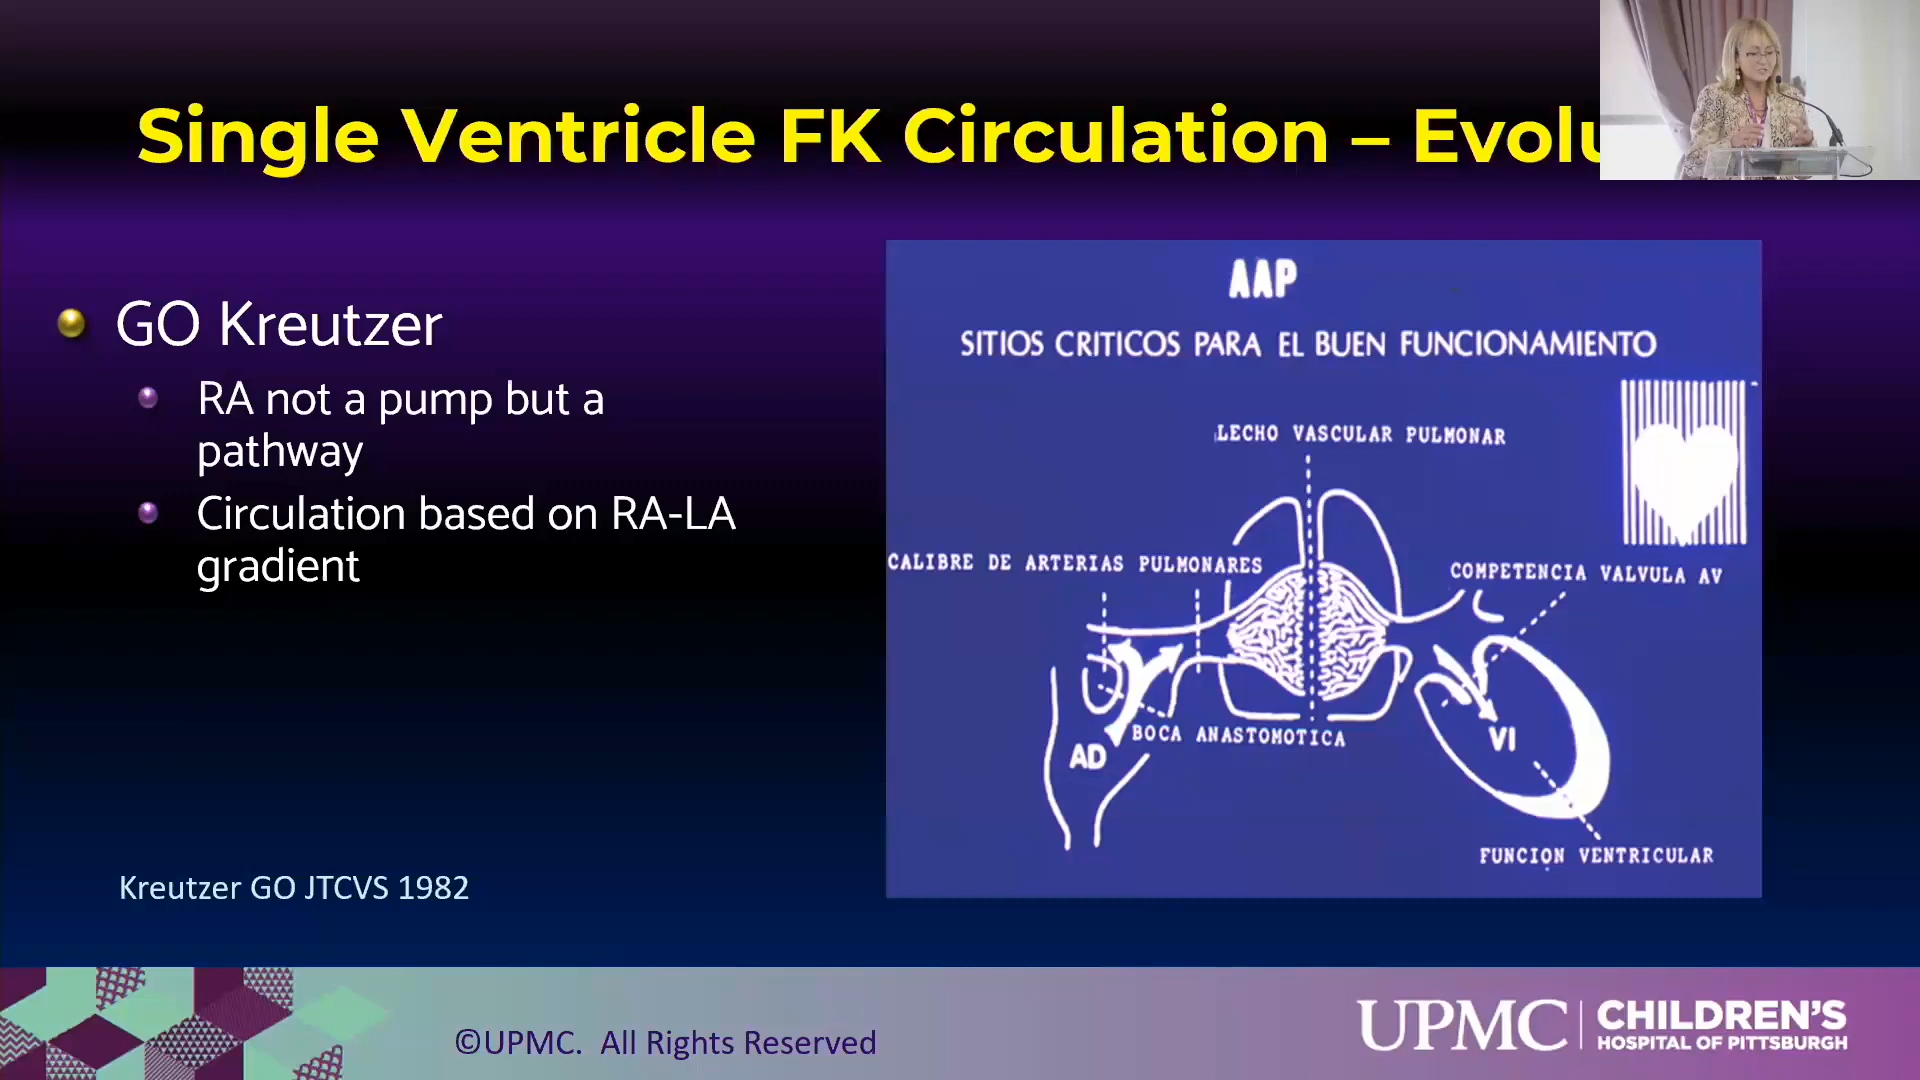 Single Ventricle FK Circulation – Evolu
GO Kreutzer
RA not a pump but a
pathway
Circulation based on RA-LA
gradient
Kreutzer GO JTCVS 1982
AAP
SITIOS CRITICOS PARA EL BUEN FUNCIONAMIENTO
LECHO VASCULAR PULMONAR
CALIBRE DE ARTERIAS PULMONARES
COMPETENCIA VALVULA AV
BOCA ANASTOMOTICA
AD
VI
FUNCION VENTRICULAR
©UPMC. All Rights Reserved
UPMC CHILDREN'S
HOSPITAL OF PITTSBURGH